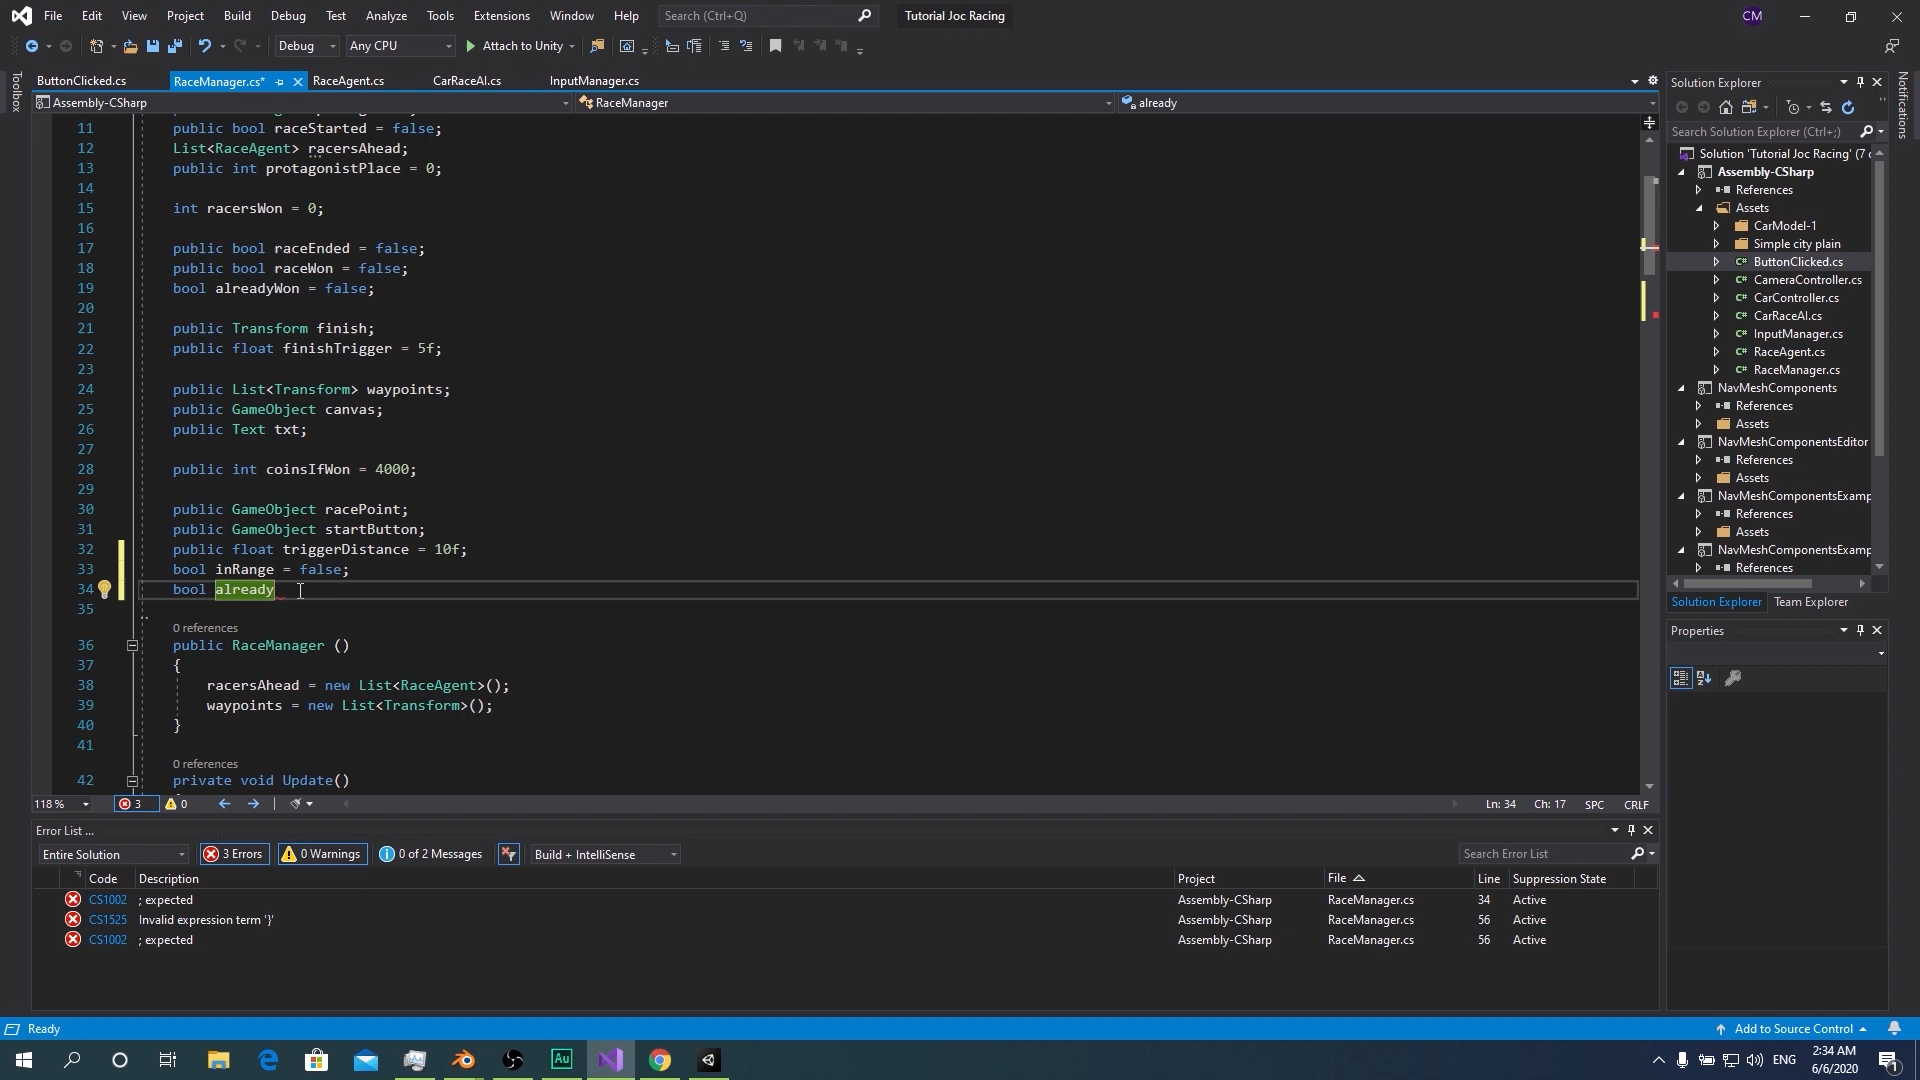 File Edit View Project Build Debug Test Analyze Tools Extensions Window Help Search (Ctrl+Q) Tutorial Joc Racing CM
Debug Any CPU Attach to Unity
Toolbox
ButtonClicked.cs RaceManager.cs* RaceAgent.cs CarRaceAI.cs InputManager.cs
Assembly-CSharp RaceManager already
11 public bool raceStarted = false;
12 List<RaceAgent> racersAhead;
13 public int protagonistPlace = 0;
14
15 int racersWon = 0;
16
17 public bool raceEnded = false;
18 public bool raceWon = false;
19 bool alreadyWon = false;
20
21 public Transform finish;
22 public float finishTrigger = 5f;
23
24 public List<Transform> waypoints;
25 public GameObject canvas;
26 public Text txt;
27
28 public int coinsIfWon = 4000;
29
30 public GameObject racePoint;
31 public GameObject startButton;
32 public float triggerDistance = 10f;
33 bool inRange = false;
34 bool already
35
0 references
36 public RaceManager ()
37 {
38 racersAhead = new List<RaceAgent>();
39 waypoints = new List<Transform>();
40 }
41
0 references
42 private void Update()
118 % 3 0 Ln: 34 Ch: 17 SPC CRLF
Error List ...
Entire Solution 3 Errors 0 Warnings 0 of 2 Messages Build + IntelliSense Search Error List
Code Description Project File Line Suppression State
CS1002 ; expected Assembly-CSharp RaceManager.cs 34 Active
CS1525 Invalid expression term '}' Assembly-CSharp RaceManager.cs 56 Active
CS1002 ; expected Assembly-CSharp RaceManager.cs 56 Active
Solution Explorer
Search Solution Explorer (Ctrl+;)
Solution 'Tutorial Joc Racing' (7 c
Assembly-CSharp
References
Assets
CarModel-1
Simple city plain
C# ButtonClicked.cs
C# CameraController.cs
C# CarController.cs
C# CarRaceAI.cs
C# InputManager.cs
C# RaceAgent.cs
C# RaceManager.cs
NavMeshComponents
References
Assets
NavMeshComponentsEditor
References
Assets
NavMeshComponentsExamp
References
Assets
NavMeshComponentsExamp
References
Solution Explorer Team Explorer
Properties
Notifications
Ready Add to Source Control
Au ENG 2:34 AM
6/6/2020 1